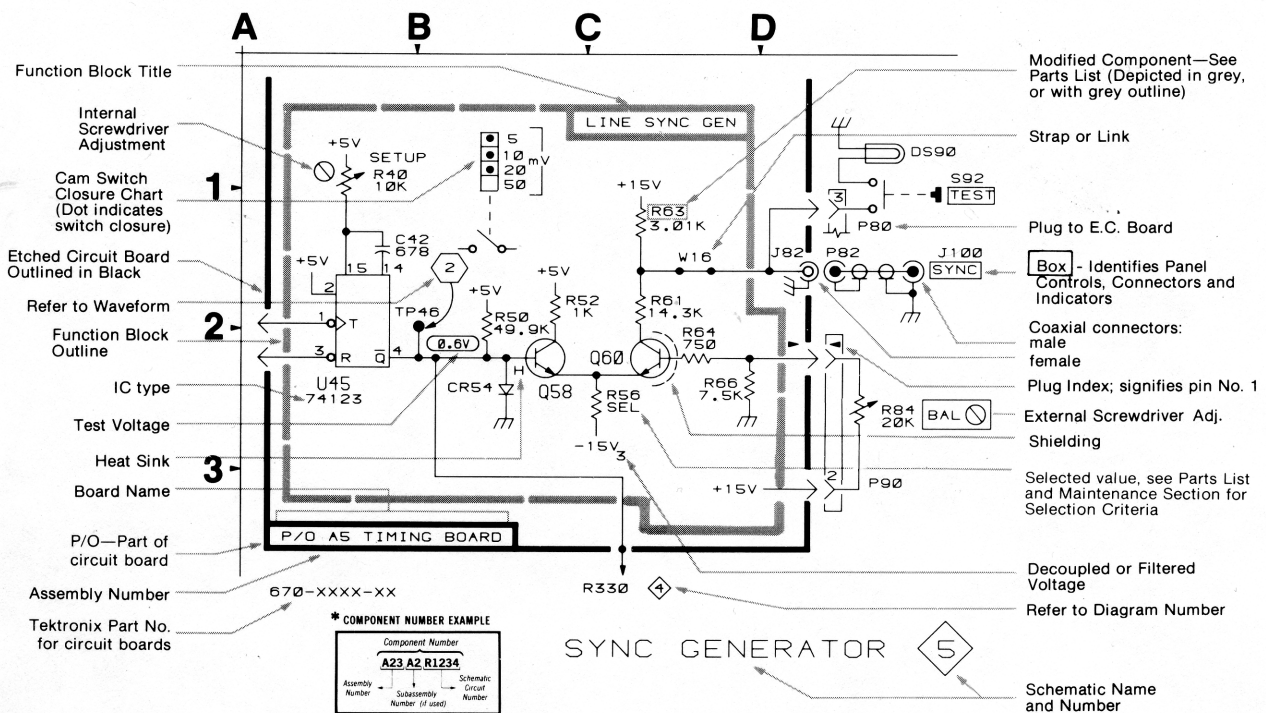 A
B
C
D
1
2
3
Function Block Title
Internal
Screwdriver
Adjustment
Cam Switch
Closure Chart
(Dot indicates
switch closure)
Etched Circuit Board
Outlined in Black
Refer to Waveform
Function Block
Outline
IC type
Test Voltage
Heat Sink
Board Name
P/O—Part of
circuit board
Assembly Number
Tektronix Part No.
for circuit boards
LINE SYNC GEN
+5V
SETUP
R40
10K
5
10
20
50
mV
C42
678
+5V
15
14
2
1
T
3
R
Q̅
4
U45
74123
2
TP46
0.6V
+5V
R50
49.9K
CR54
H
+5V
R52
1K
Q58
Q60
R56
SEL
-15V3
+15V
R63
3.01K
W16
R61
14.3K
R64
750
R66
7.5K
+15V
J82
P82
DS90
S92
TEST
3
P80
J100
SYNC
1
R84
20K
BAL
2
P90
P/O A5 TIMING BOARD
670-XXXX-XX
R330
4
* COMPONENT NUMBER EXAMPLE
Component Number
A23 A2 R1234
Assembly
Number
Subassembly
Number (if used)
Schematic
Circuit
Number
SYNC GENERATOR
5
Modified Component—See
Parts List (Depicted in grey,
or with grey outline)
Strap or Link
Plug to E.C. Board
Box - Identifies Panel
Controls, Connectors and
Indicators
Coaxial connectors:
male
female
Plug Index; signifies pin No. 1
External Screwdriver Adj.
Shielding
Selected value, see Parts List
and Maintenance Section for
Selection Criteria
Decoupled or Filtered
Voltage
Refer to Diagram Number
Schematic Name
and Number